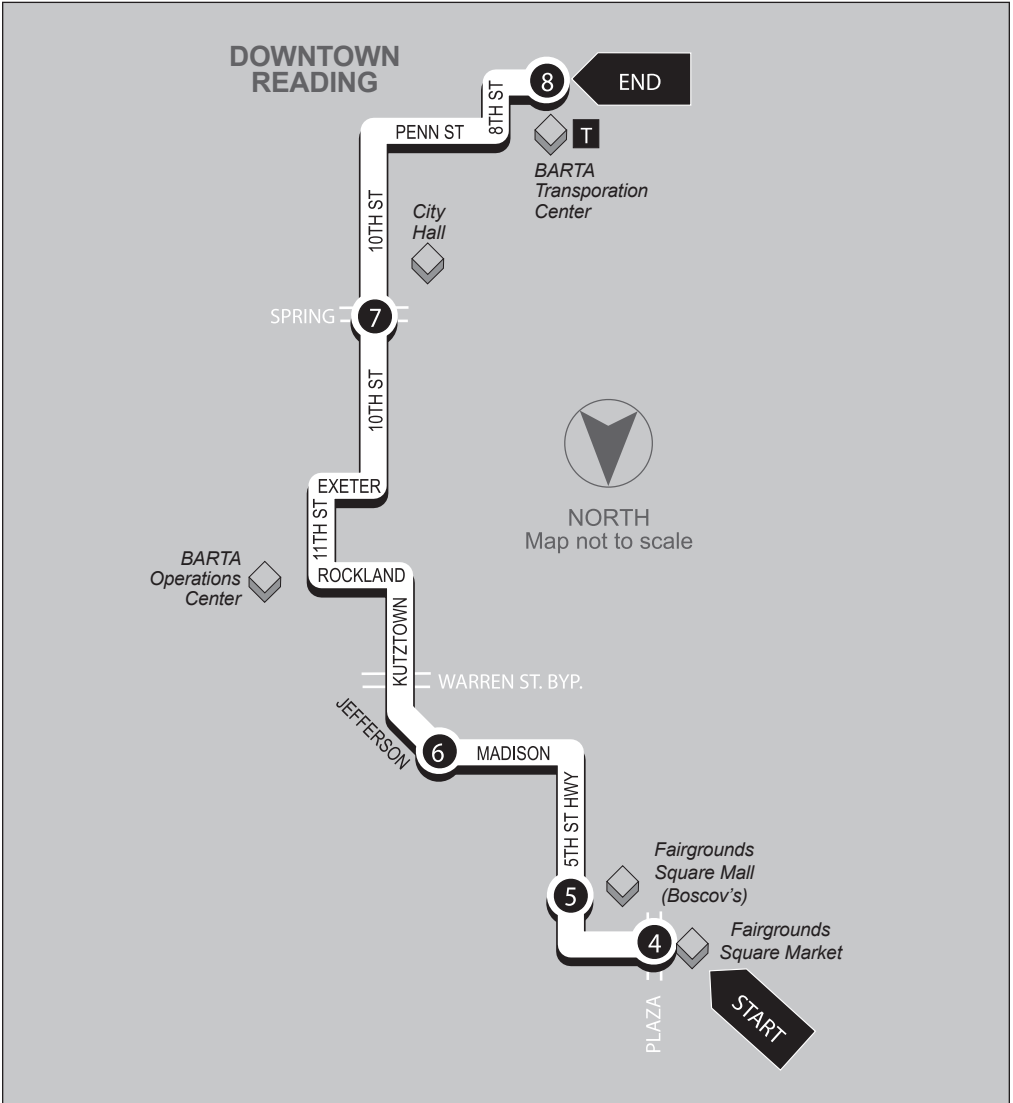 DOWNTOWN
READING
8
END
8TH ST
PENN ST
T
BARTA
Transporation
Center
10TH ST
City
Hall
SPRING
7
10TH ST
EXETER
11TH ST
NORTH
Map not to scale
BARTA
Operations
Center
ROCKLAND
KUTZTOWN
WARREN ST. BYP.
JEFFERSON
6
MADISON
5TH ST HWY
Fairgrounds
Square Mall
(Boscov's)
5
4
Fairgrounds
Square Market
PLAZA
START